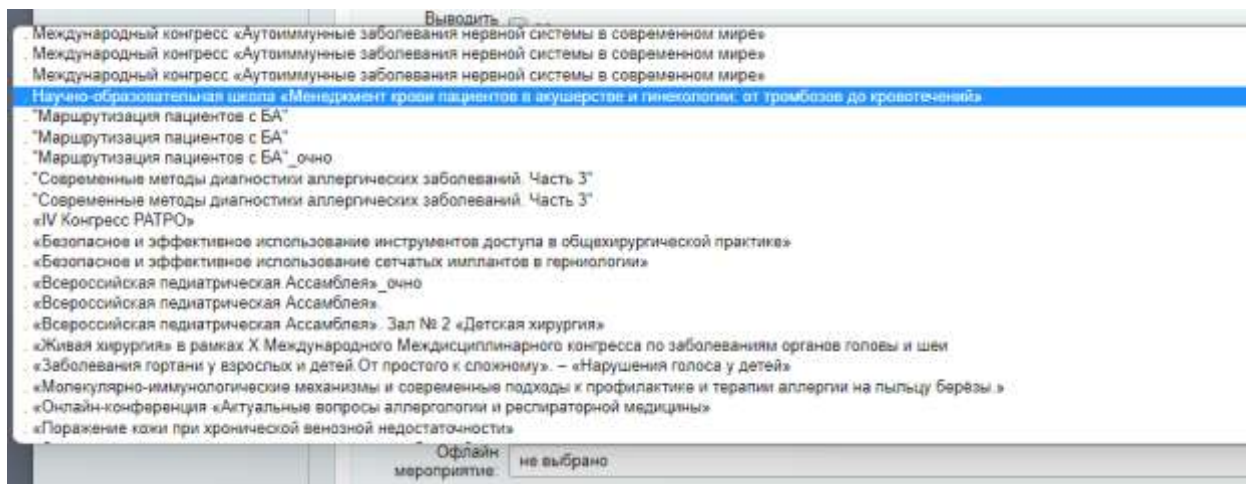 Выводить
. Международный конгресс «Аутоиммунные заболевания нервной системы в современном мире»
. Международный конгресс «Аутоиммунные заболевания нервной системы в современном мире»
. Международный конгресс «Аутоиммунные заболевания нервной системы в современном мире»
. Научно-образовательная школа «Менеджмент крови пациентов в акушерстве и гинекологии: от тромбозов до кровотечений»
. "Маршрутизация пациентов с БА"
. "Маршрутизация пациентов с БА"
. "Маршрутизация пациентов с БА"_очно
. "Современные методы диагностики аллергических заболеваний. Часть 3"
. "Современные методы диагностики аллергических заболеваний. Часть 3"
. «IV Конгресс РАТРО»
. «Безопасное и эффективное использование инструментов доступа в общехирургической практике»
. «Безопасное и эффективное использование сетчатых имплантов в герниологии»
. «Всероссийская педиатрическая Ассамблея»_очно
. «Всероссийская педиатрическая Ассамблея».
. «Всероссийская педиатрическая Ассамблея». Зал № 2 «Детская хирургия»
. «Живая хирургия» в рамках X Международного Междисциплинарного конгресса по заболеваниям органов головы и шеи
. «Заболевания гортани у взрослых и детей.От простого к сложному». – «Нарушения голоса у детей»
. «Молекулярно-иммунологические механизмы и современные подходы к профилактике и терапии аллергии на пыльцу берёзы.»
. «Онлайн-конференция «Актуальные вопросы аллергологии и респираторной медицины»
. «Поражение кожи при хронической венозной недостаточности»
Офлайн мероприятие: не выбрано